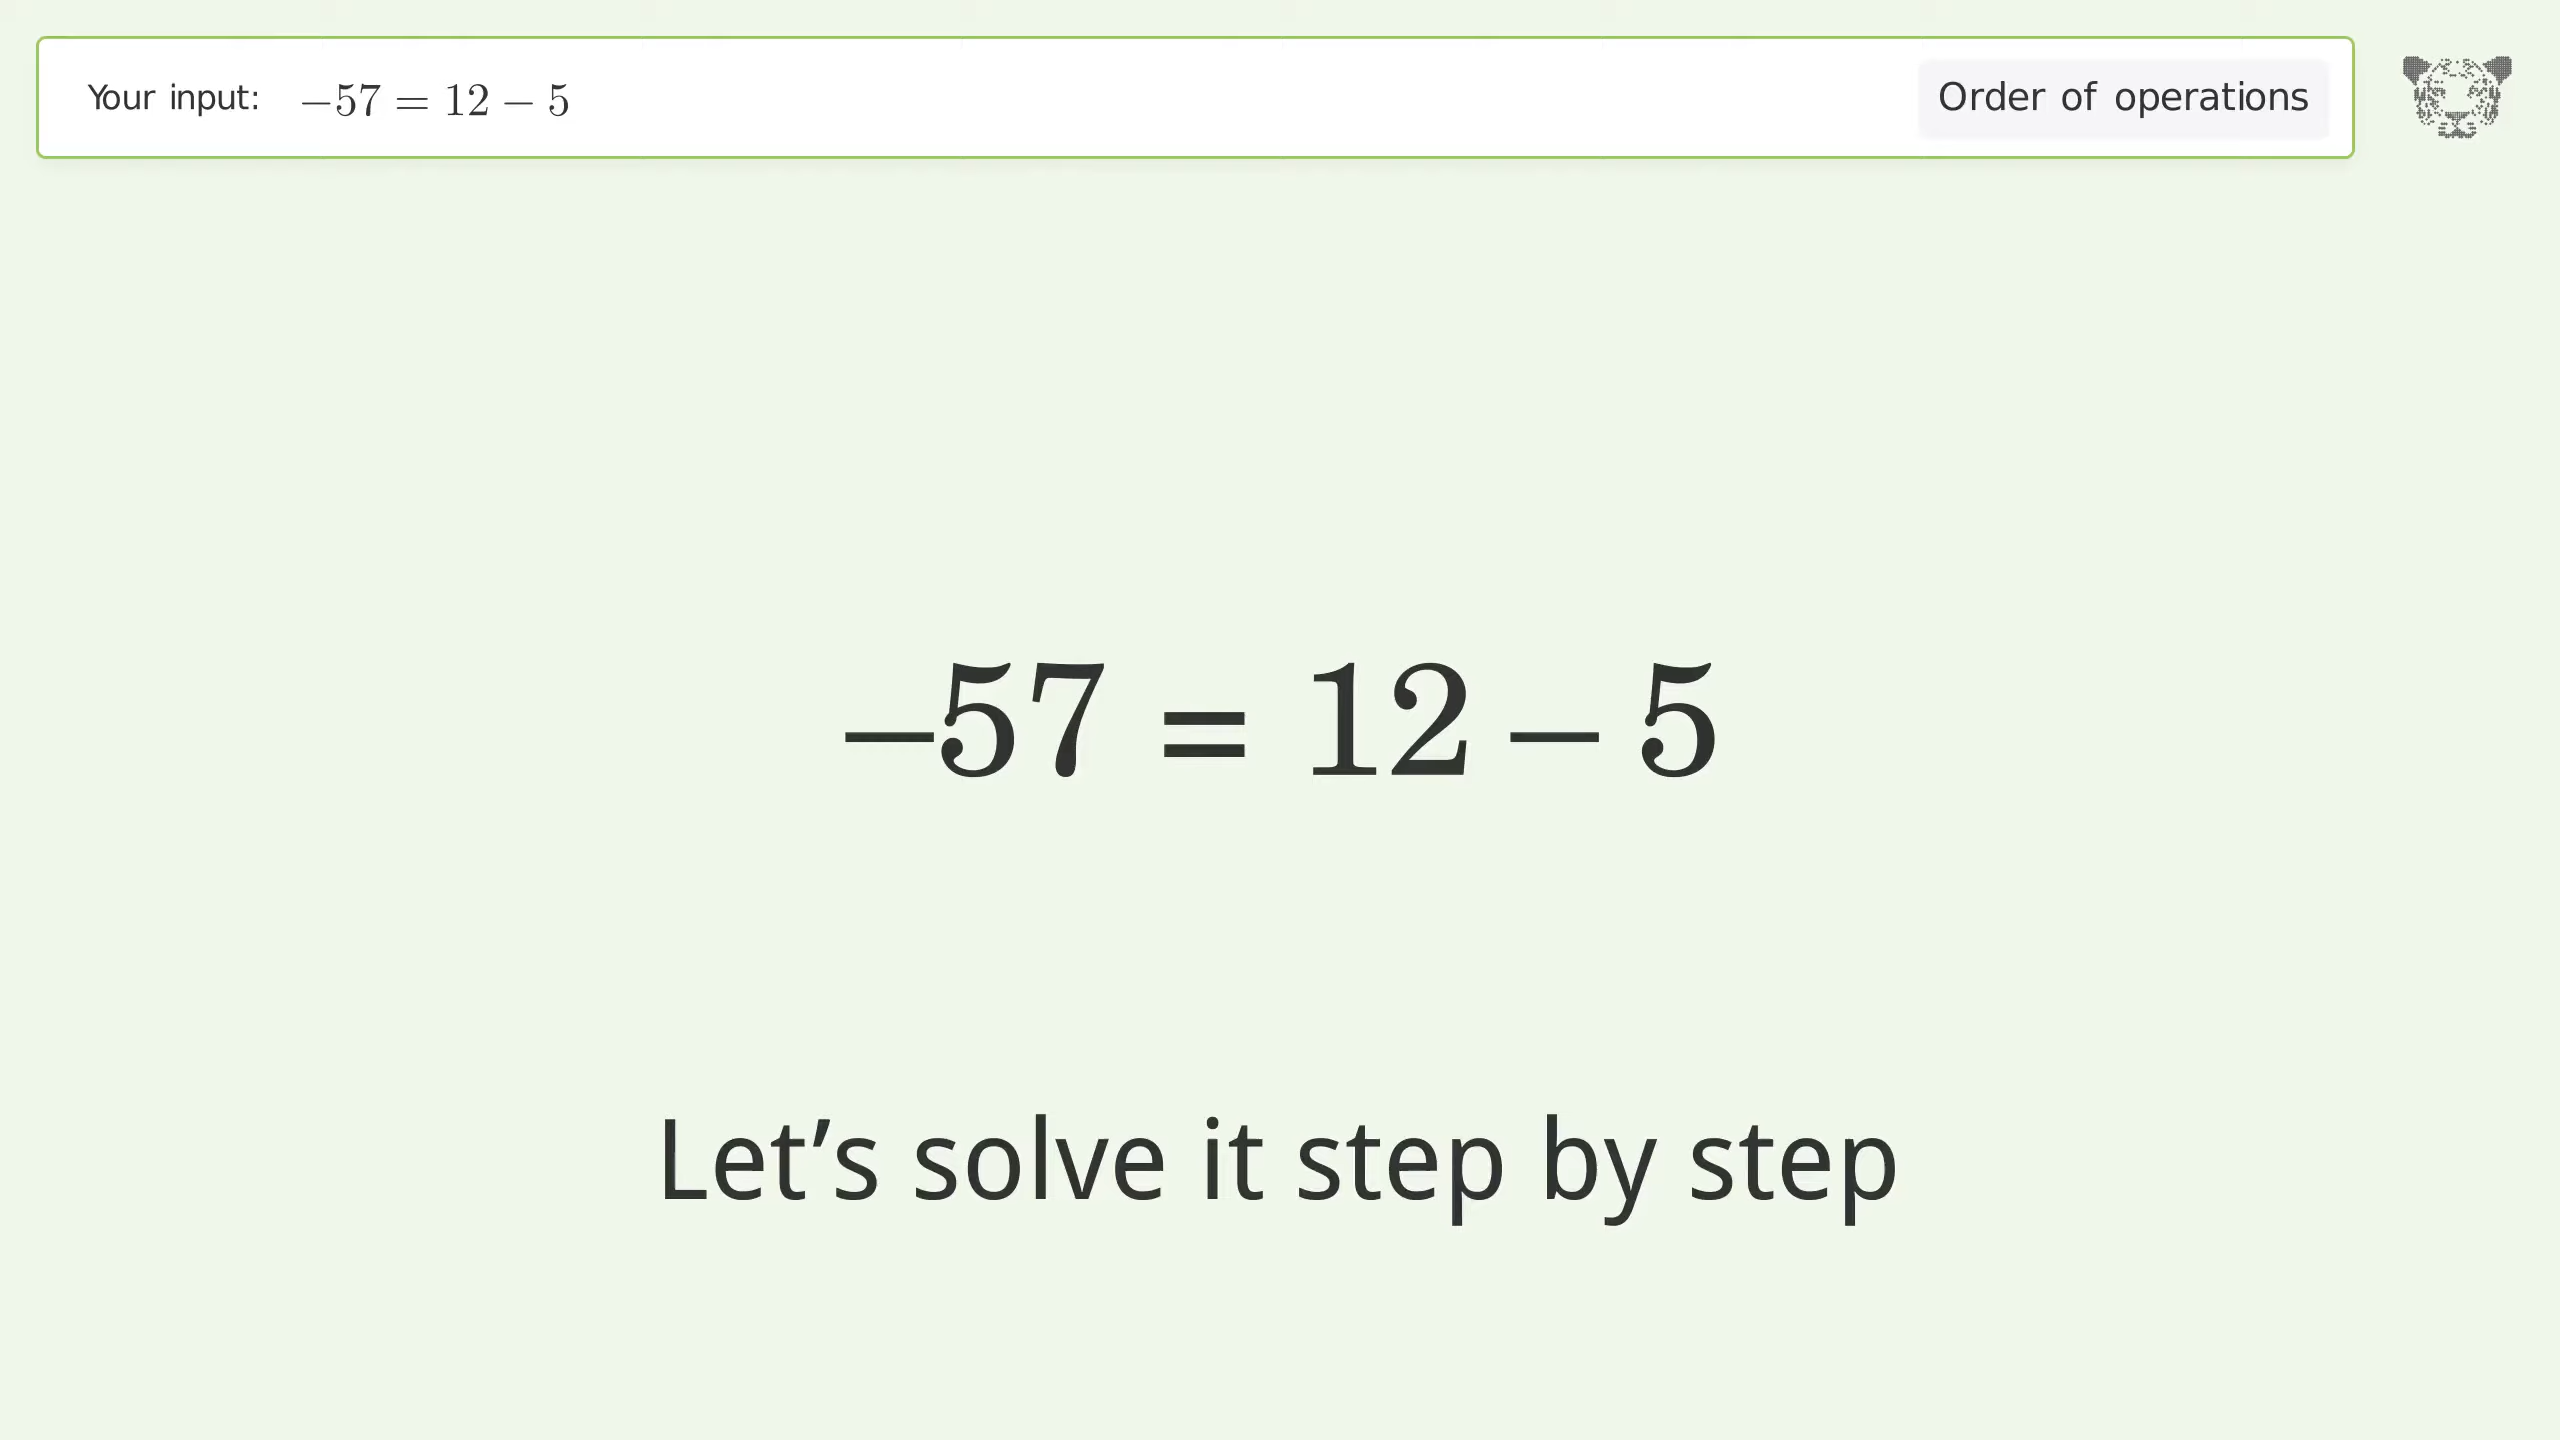 Your input: −57 = 12 − 5 Order of operations
−57 = 12 − 5
Let’s solve it step by step